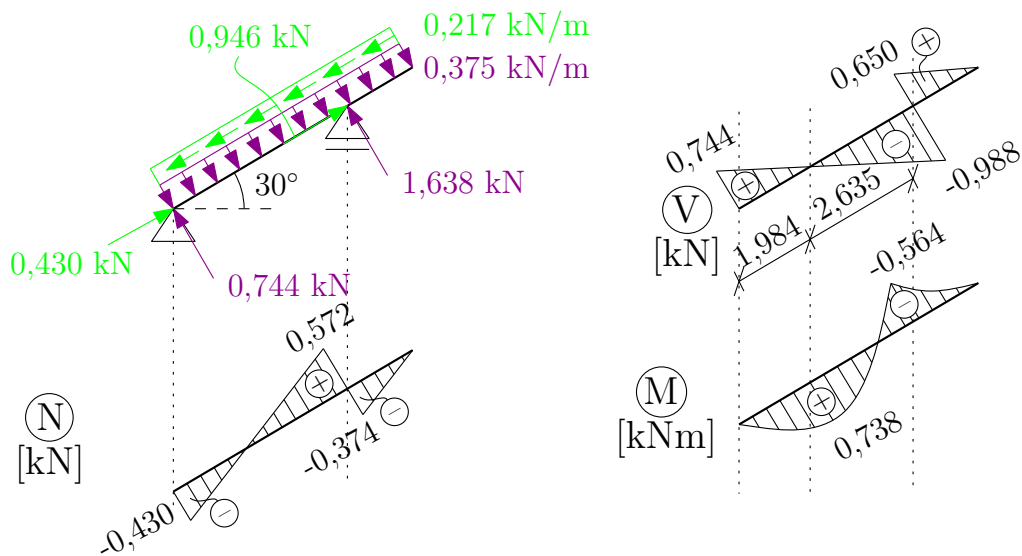 0,946 kN
0,217 kN/m
0,375 kN/m
30°
1,638 kN
0,430 kN
0,744 kN
N
[kN]
0,572
+
−
-0,374
−
-0,430
0,650
+
0,744
+
−
-0,988
V
[kN]
1,984
2,635
-0,564
−
M
[kNm]
+
0,738